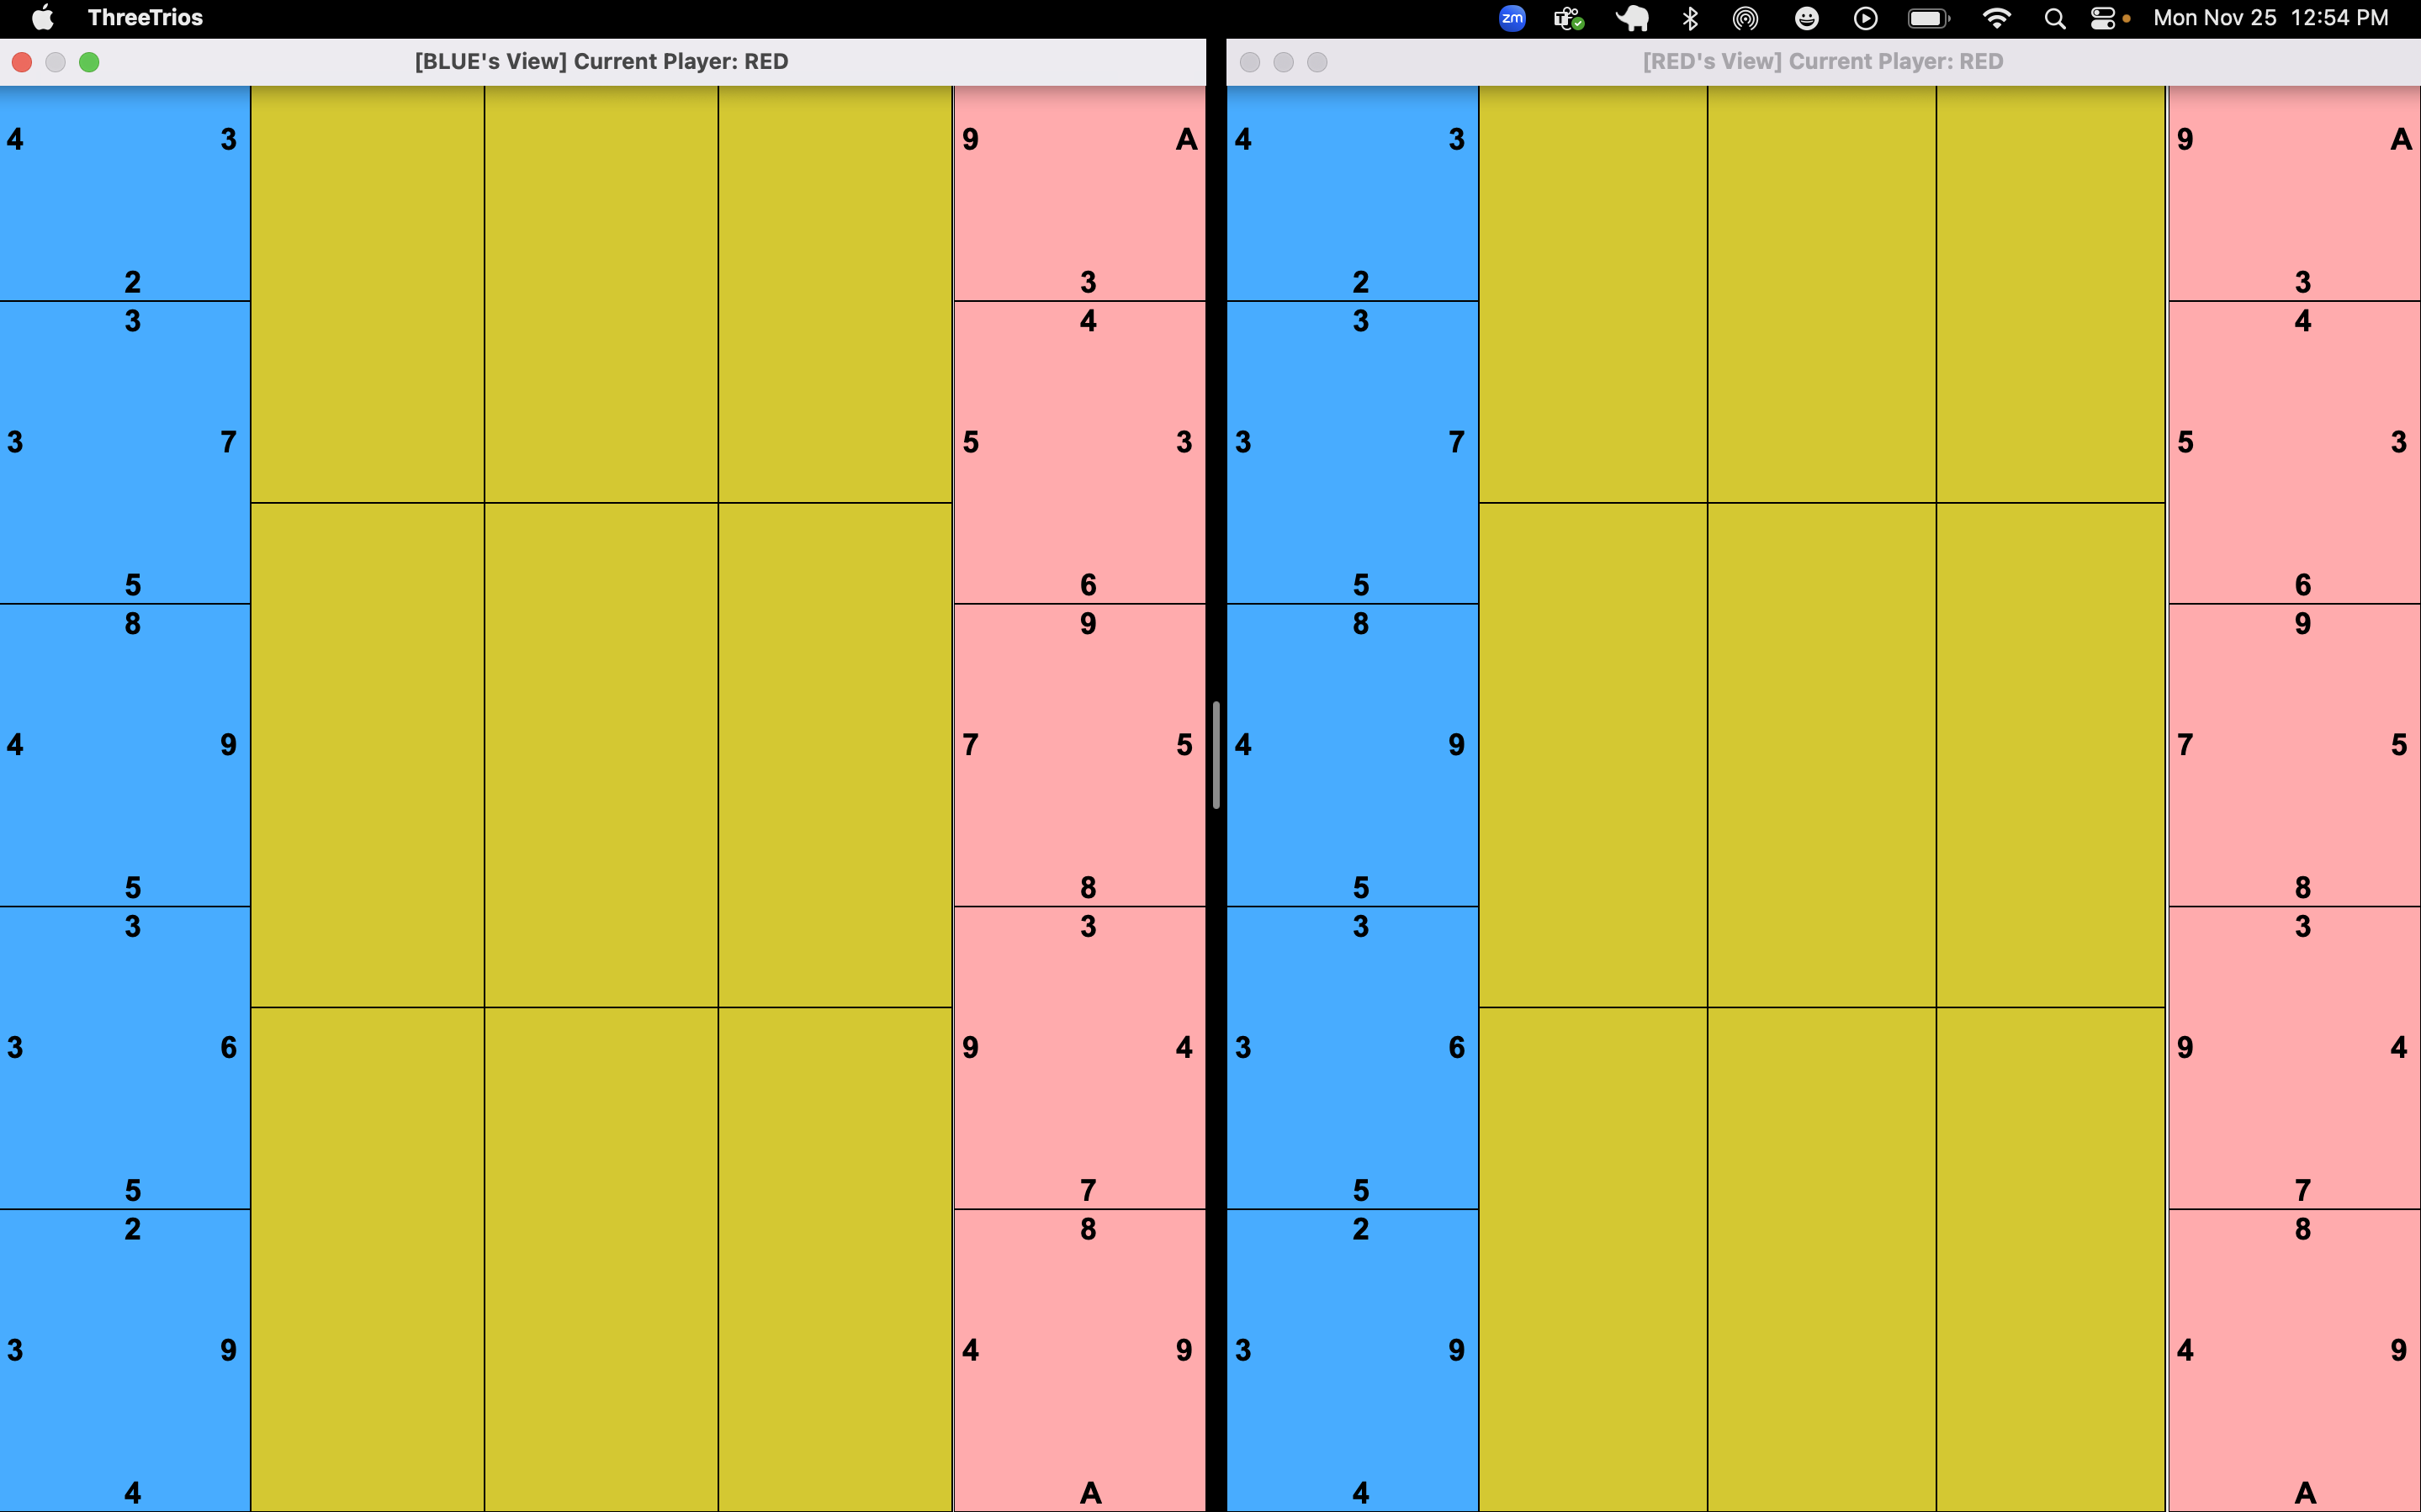 ThreeTrios
zm
Mon Nov 25 12:54 PM
[BLUE's View] Current Player: RED
[RED's View] Current Player: RED
4 3 9 A 4 3 9 A
2 3 2 3
3 4 3 4
3 7 5 3 3 7 5 3
5 6 5 6
8 9 8 9
4 9 7 5 4 9 7 5
5 8 5 8
3 3 3 3
3 6 9 4 3 6 9 4
5 7 5 7
2 8 2 8
3 9 4 9 3 9 4 9
4 A 4 A